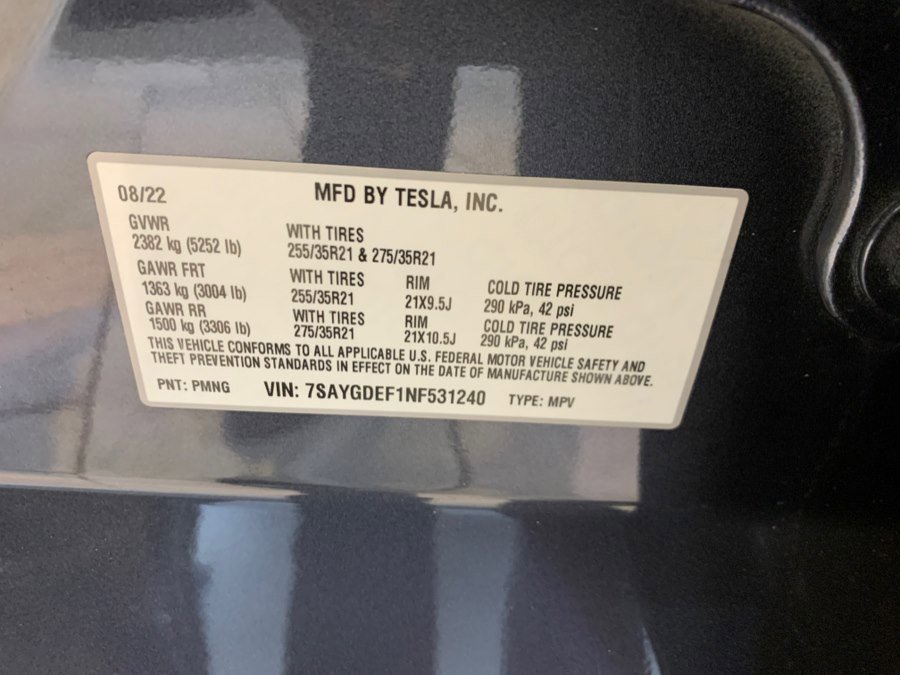 08/22 MFD BY TESLA, INC.
GVWR
2382 kg (5252 lb)
WITH TIRES
255/35R21 & 275/35R21
GAWR FRT
1363 kg (3004 lb)
WITH TIRES
255/35R21
RIM
21X9.5J
COLD TIRE PRESSURE
290 kPa, 42 psi
GAWR RR
1500 kg (3306 lb)
WITH TIRES
275/35R21
RIM
21X10.5J
COLD TIRE PRESSURE
290 kPa, 42 psi
THIS VEHICLE CONFORMS TO ALL APPLICABLE U.S. FEDERAL MOTOR VEHICLE SAFETY AND
THEFT PREVENTION STANDARDS IN EFFECT ON THE DATE OF MANUFACTURE SHOWN ABOVE.
PNT: PMNG VIN: 7SAYGDEF1NF531240 TYPE: MPV